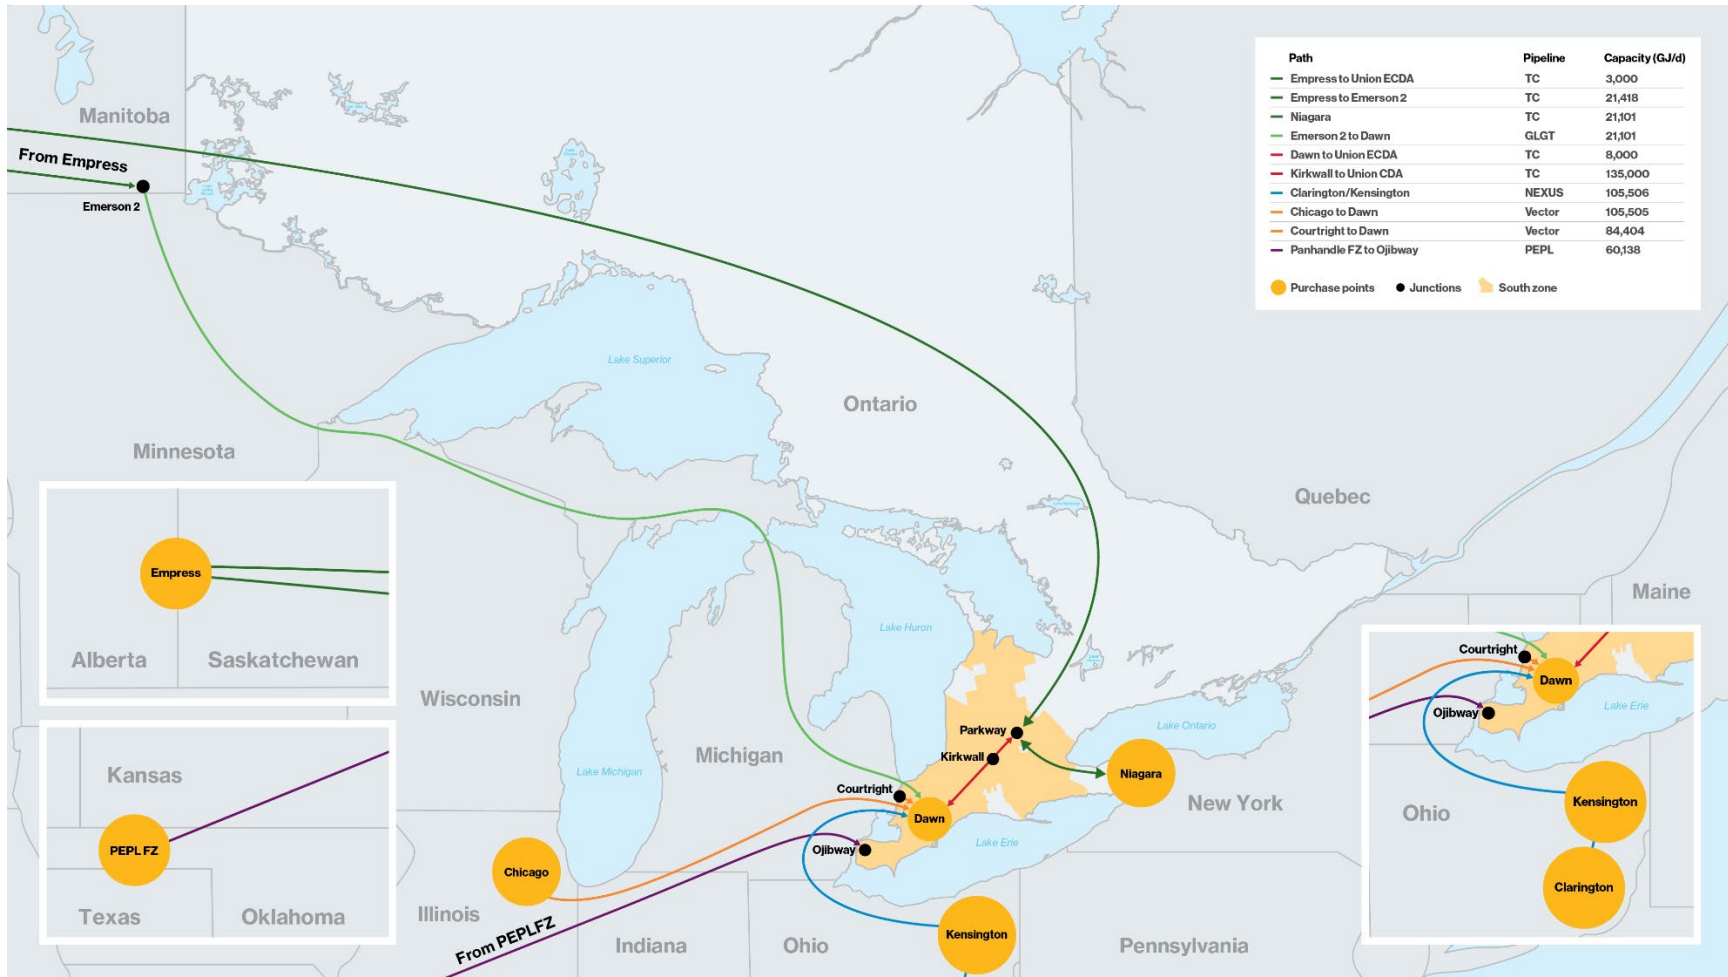 Path Pipeline Capacity (GJ/d)
Empress to Union ECDA TC 3,000
Empress to Emerson 2 TC 21,418
Niagara TC 21,101
Emerson 2 to Dawn GLGT 21,101
Dawn to Union ECDA TC 8,000
Kirkwall to Union CDA TC 135,000
Clarington/Kensington NEXUS 105,506
Chicago to Dawn Vector 105,505
Courtright to Dawn Vector 84,404
Panhandle FZ to Ojibway PEPL 60,138
Purchase points Junctions South zone
Manitoba
From Empress
Emerson 2
Lake Superior
Ontario
Minnesota
Quebec
Maine
Empress
Alberta Saskatchewan
Lake Huron
Wisconsin
Michigan
Lake Michigan
Parkway
Kirkwall
Lake Ontario
Niagara
New York
Courtright
Dawn
Lake Erie
Ojibway
Chicago
Illinois
From PEPLFZ
Indiana
Ohio
Kensington
Pennsylvania
Kansas
PEPL FZ
Texas Oklahoma
Courtright
Dawn
Ojibway
Lake Erie
Ohio
Kensington
Clarington